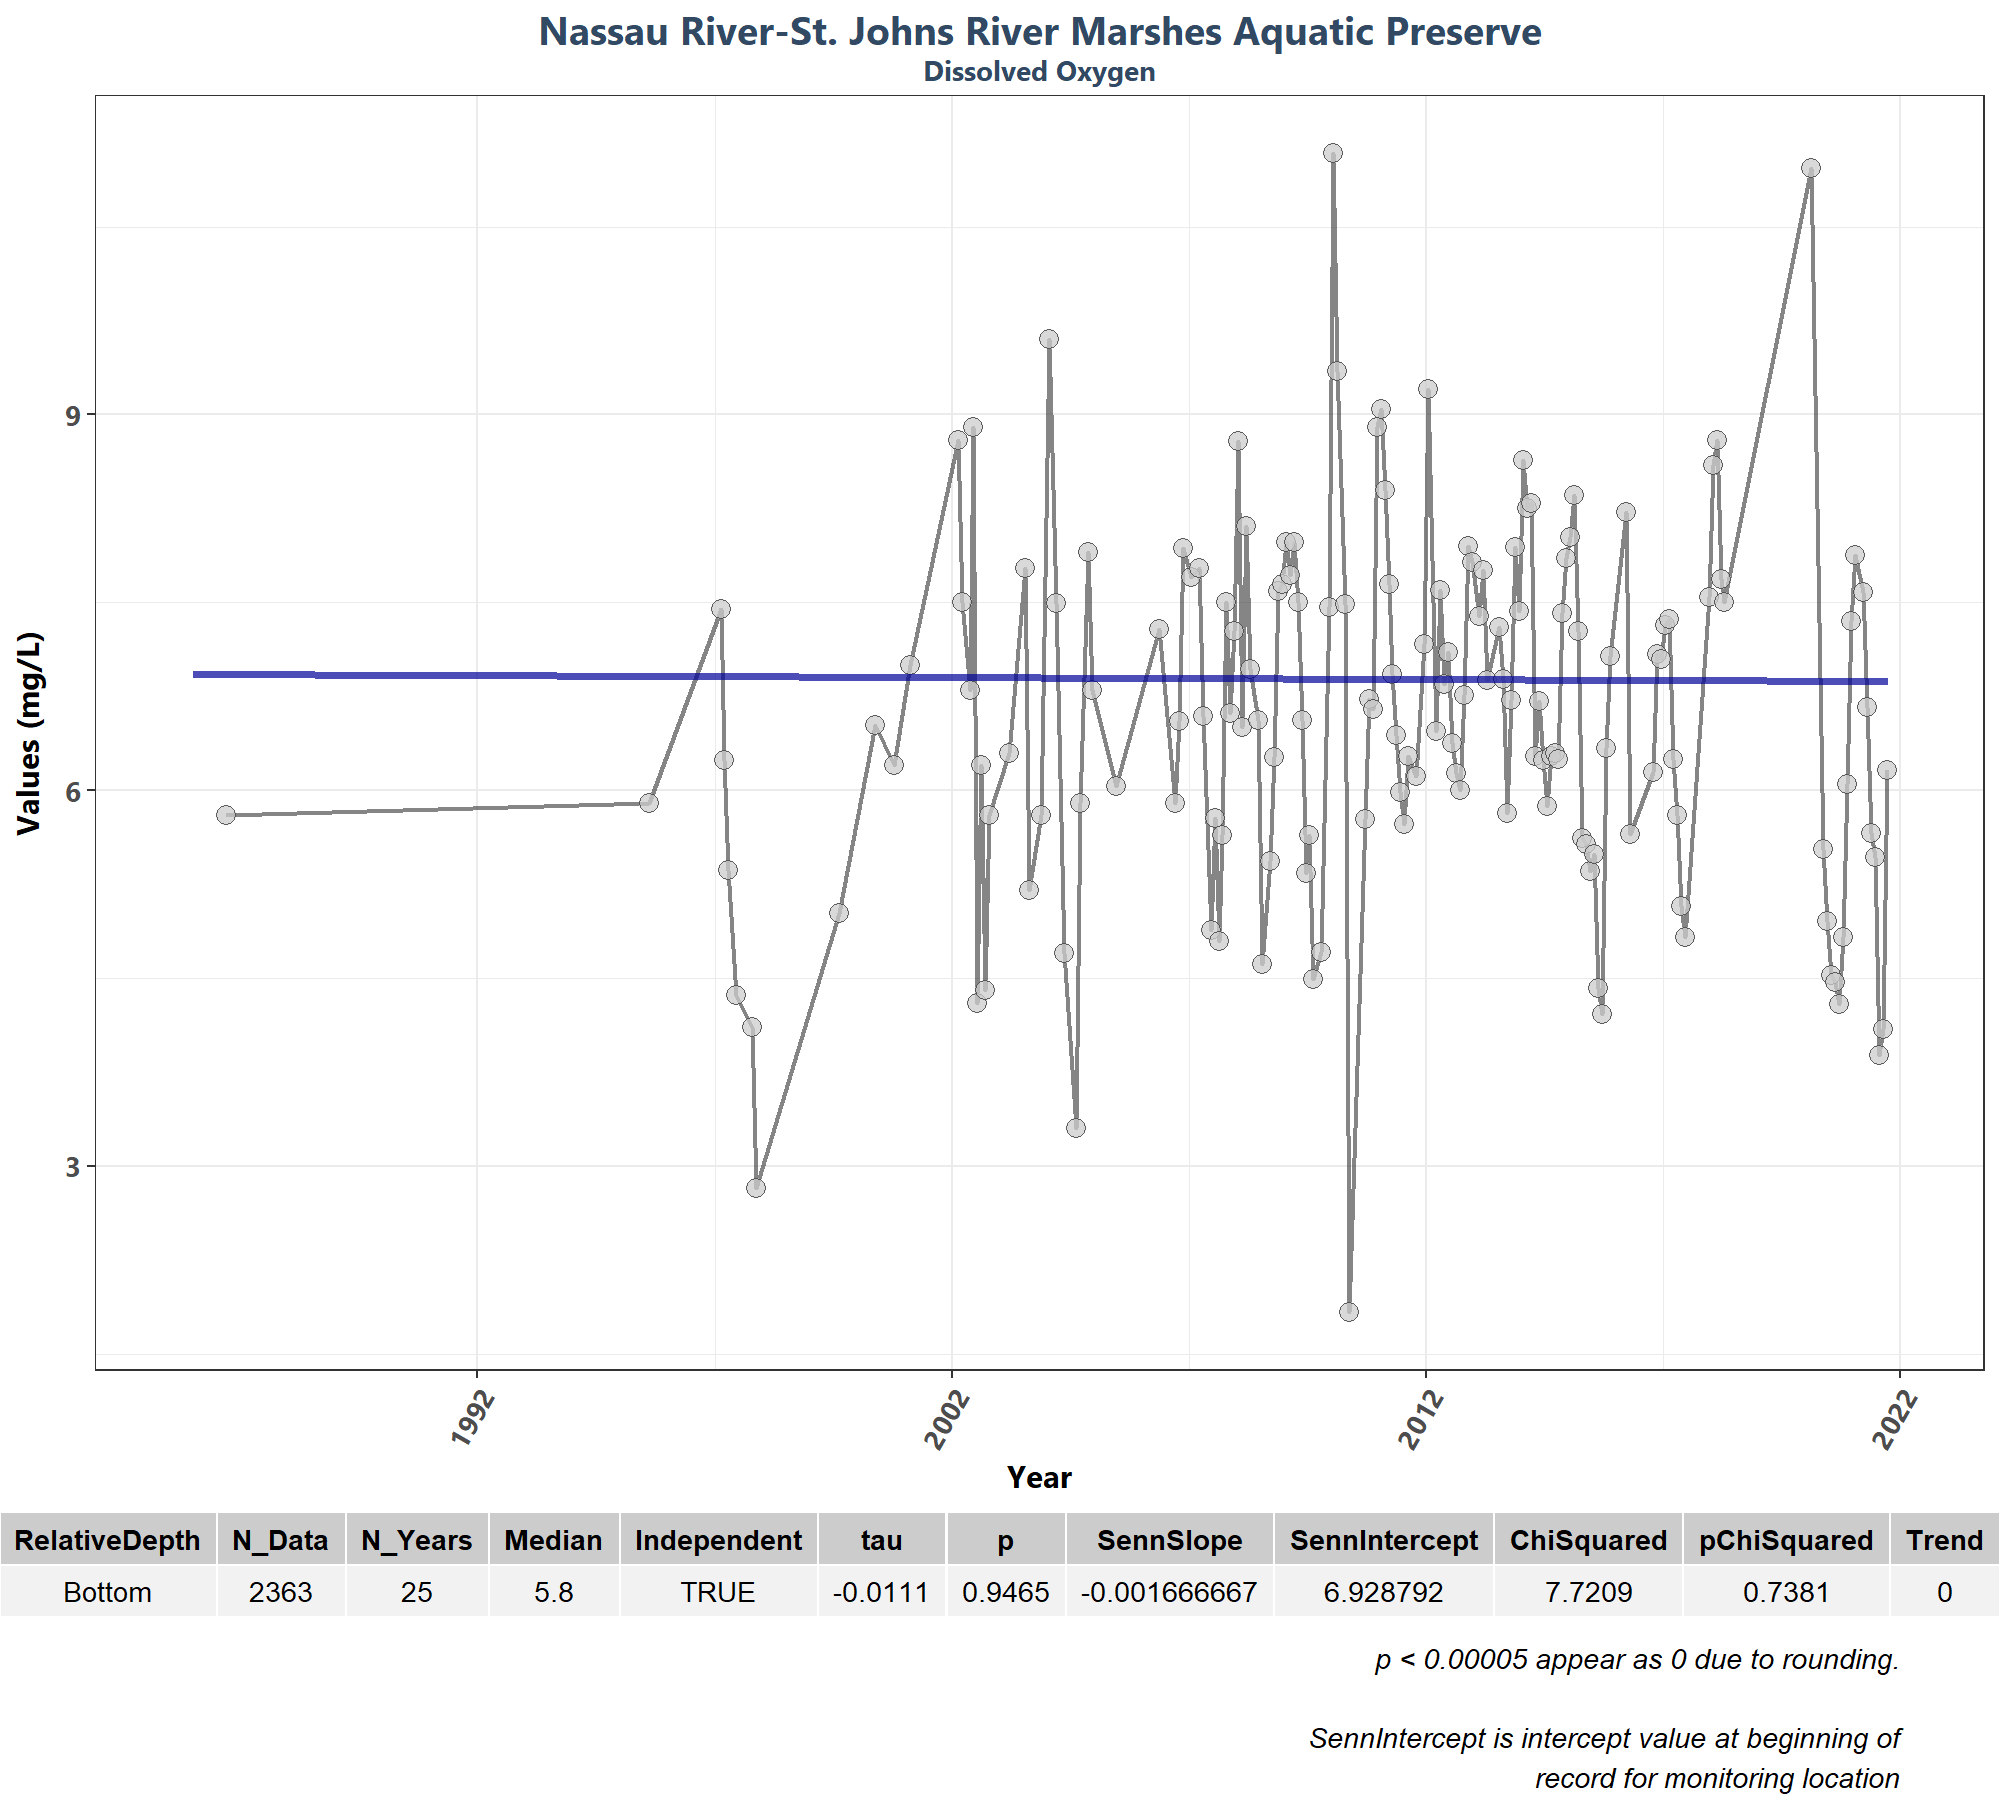 Nassau River-St. Johns River Marshes Aquatic Preserve
Dissolved Oxygen
Values (mg/L)
9
6
3
1992
2002
2012
2022
Year
RelativeDepth N_Data N_Years Median Independent tau p SennSlope SennIntercept ChiSquared pChiSquared Trend
Bottom 2363 25 5.8 TRUE -0.0111 0.9465 -0.001666667 6.928792 7.7209 0.7381 0
p < 0.00005 appear as 0 due to rounding.
SennIntercept is intercept value at beginning of
record for monitoring location